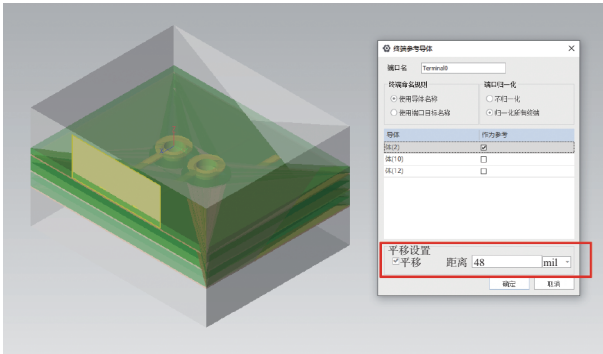 终端参考导体
端口名 Terminal0
终端命名规则 端口归一化
使用导体名称 不归一化
使用端口目标名称 归一化所有终端
导体 作为参考
体(2)
体(10)
体(12)
平移设置
平移 距离 48 mil
确定 取消